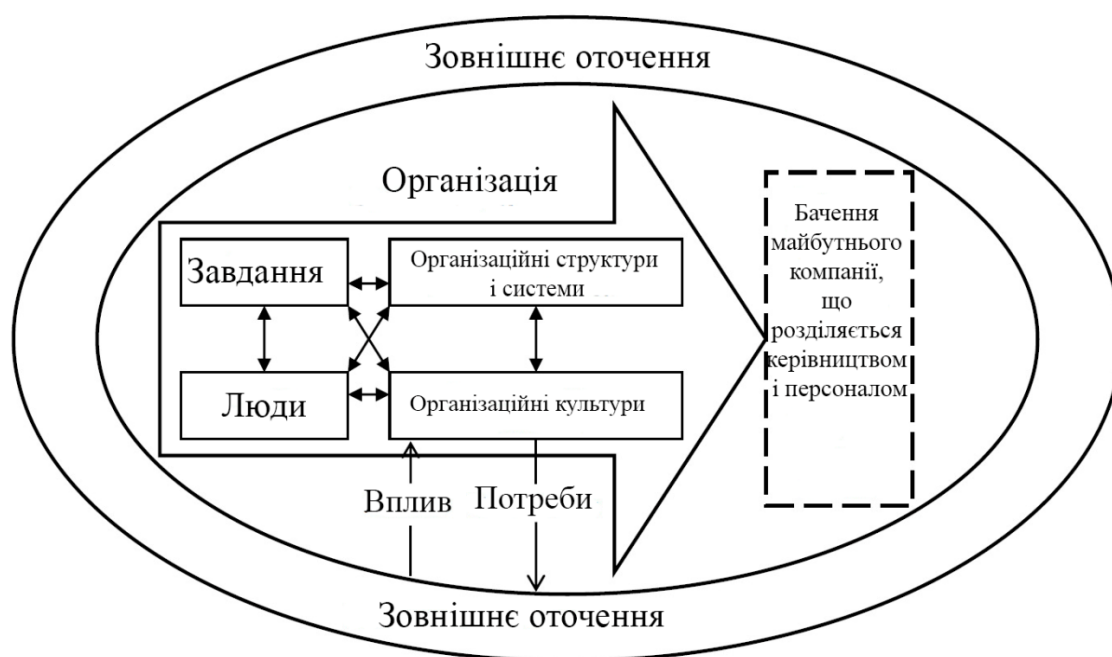 Зовнішнє оточення
Організація
Завдання
Організаційні структури
і системи
Люди
Організаційні культури
Бачення
майбутнього
компанії,
що
розділяється
керівництвом
і персоналом
Вплив
Потреби
Зовнішнє оточення